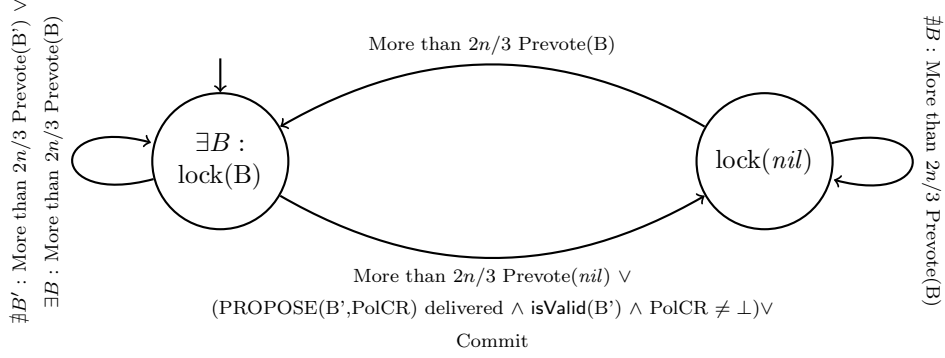 ∄B′ : More than 2n/3 Prevote(B') ∨
∃B : More than 2n/3 Prevote(B)
More than 2n/3 Prevote(B)
∃B :
lock(B)
lock(nil)
∄B : More than 2n/3 Prevote(B)
More than 2n/3 Prevote(nil) ∨
(PROPOSE(B',PolCR) delivered ∧ isValid(B') ∧ PolCR ≠ ⊥)∨
Commit